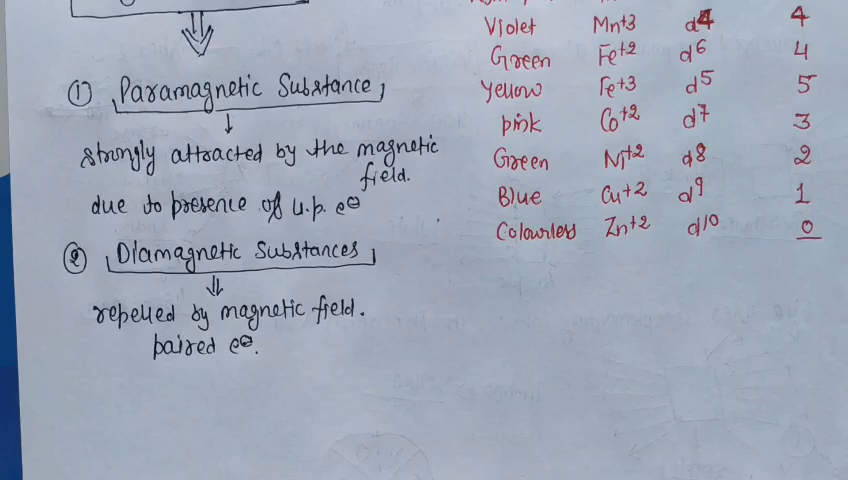 ① Paramagnetic Substance
strongly attracted by the magnetic
field.
due to presence of u.p. e⊖
② Diamagnetic Substances
repelled by magnetic field.
paired e⊖.
Violet Mn+3 d4 4
Green Fe+2 d6 4
Yellow Fe+3 d5 5
pink Co+2 d7 3
Green Ni+2 d8 2
Blue Cu+2 d9 1
Colourless Zn+2 d10 0